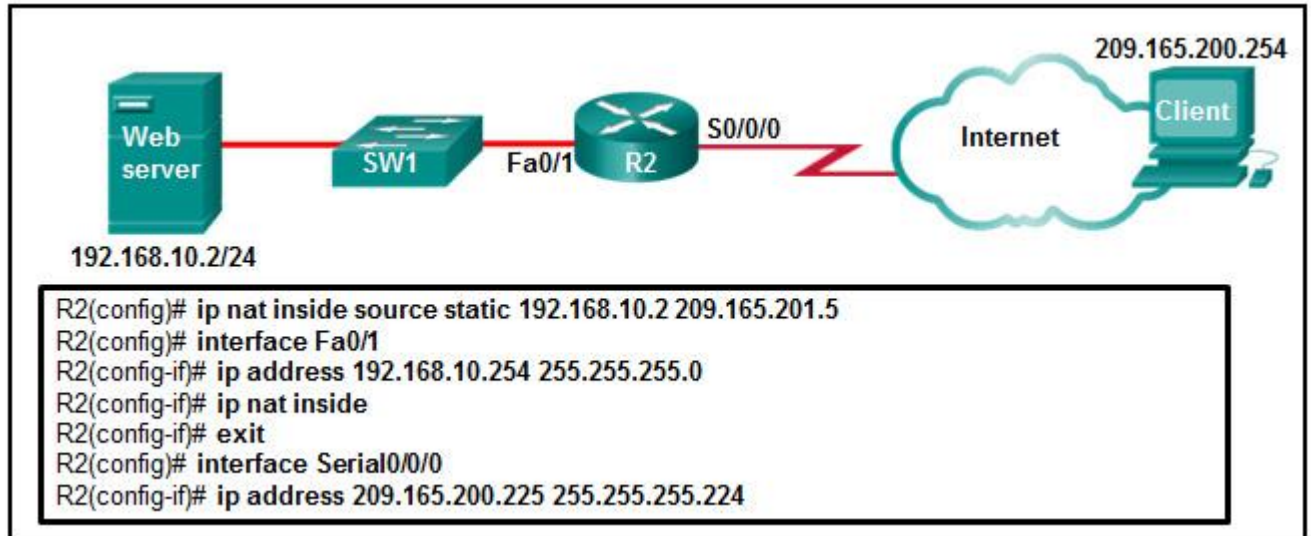 209.165.200.254
Web
server
SW1
Fa0/1
R2
S0/0/0
Internet
Client
192.168.10.2/24
R2(config)# ip nat inside source static 192.168.10.2 209.165.201.5
R2(config)# interface Fa0/1
R2(config-if)# ip address 192.168.10.254 255.255.255.0
R2(config-if)# ip nat inside
R2(config-if)# exit
R2(config)# interface Serial0/0/0
R2(config-if)# ip address 209.165.200.225 255.255.255.224